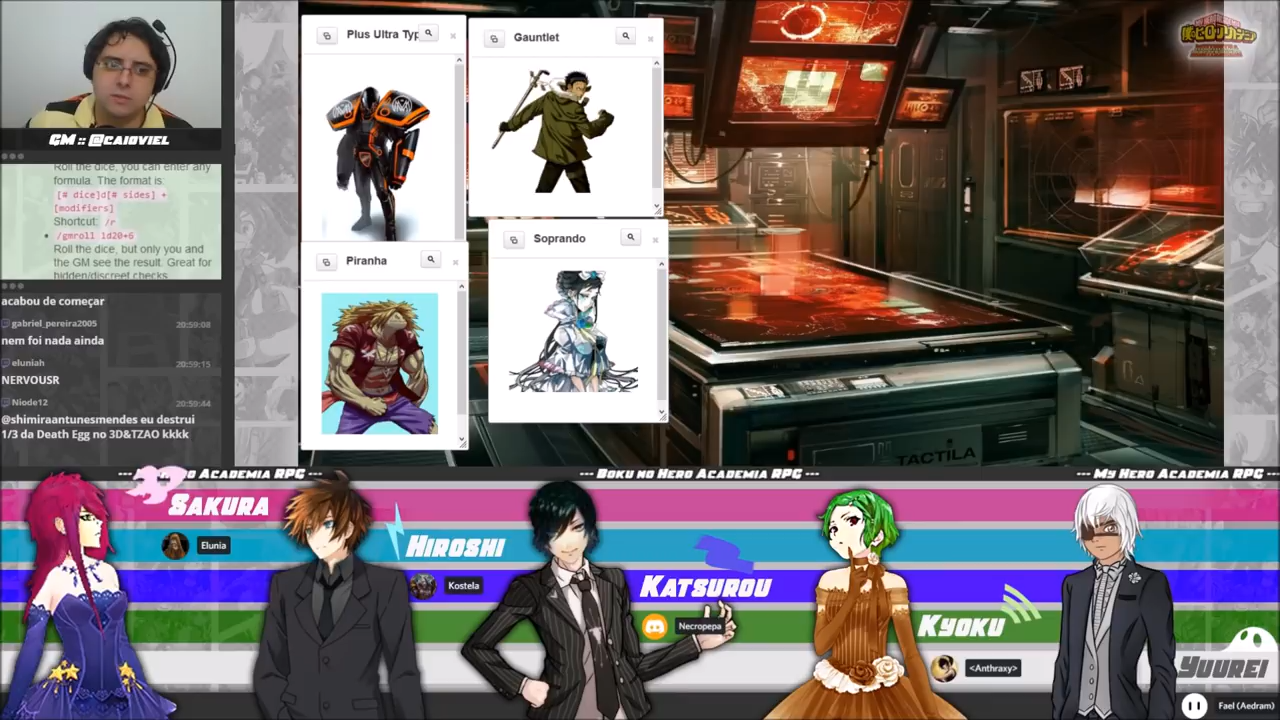 GM :: @CAIOVIEL
Roll the dice, you can enter any
formula. The format is:
[# dice]d[# sides] +
[modifiers]
Shortcut: /r
/gmroll 1d20+6
Roll the dice, but only you and
the GM see the result. Great for
hidden/discreet checks.
acabou de começar
gabriel_pereira2005 20:59:08
nem foi nada ainda
eluniah 20:59:15
NERVOUSR
Niode12 20:59:44
@shimiraantunesmendes eu destrui
1/3 da Death Egg no 3D&TZAO kkkk
Plus Ultra Typ
Gauntlet
Piranha
Soprando
TACTILA
O ACADEMIA RPG ---
--- BOKU NO HERO ACADEMIA RPG ---
--- MY HERO ACADEMIA RPG ---
SAKURA
Elunia
HIROSHI
Kostela
KATSUROU
Necropepa
KYOKU
<Anthraxy>
YUUREI
Fael (Aedram)